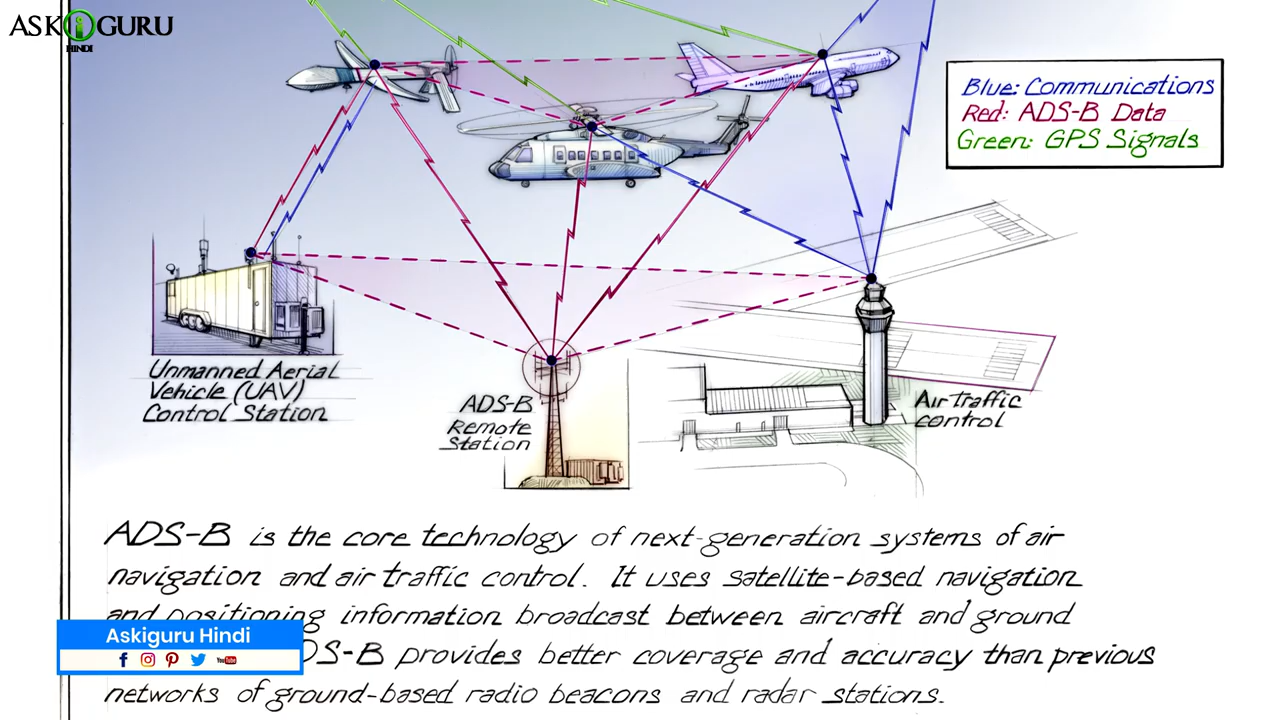 ASKiGURU
HINDI
Blue: Communications
Red: ADS-B Data
Green: GPS Signals
Unmanned Aerial
Vehicle (UAV)
Control Station
ADS-B
Remote
Station
Air Traffic
control
ADS-B is the core technology of next-generation systems of air
navigation and air traffic control. It uses satellite-based navigation
and positioning information broadcast between aircraft and ground
DS-B provides better coverage and accuracy than previous
networks of ground-based radio beacons and radar stations.
Askiguru Hindi
YouTube